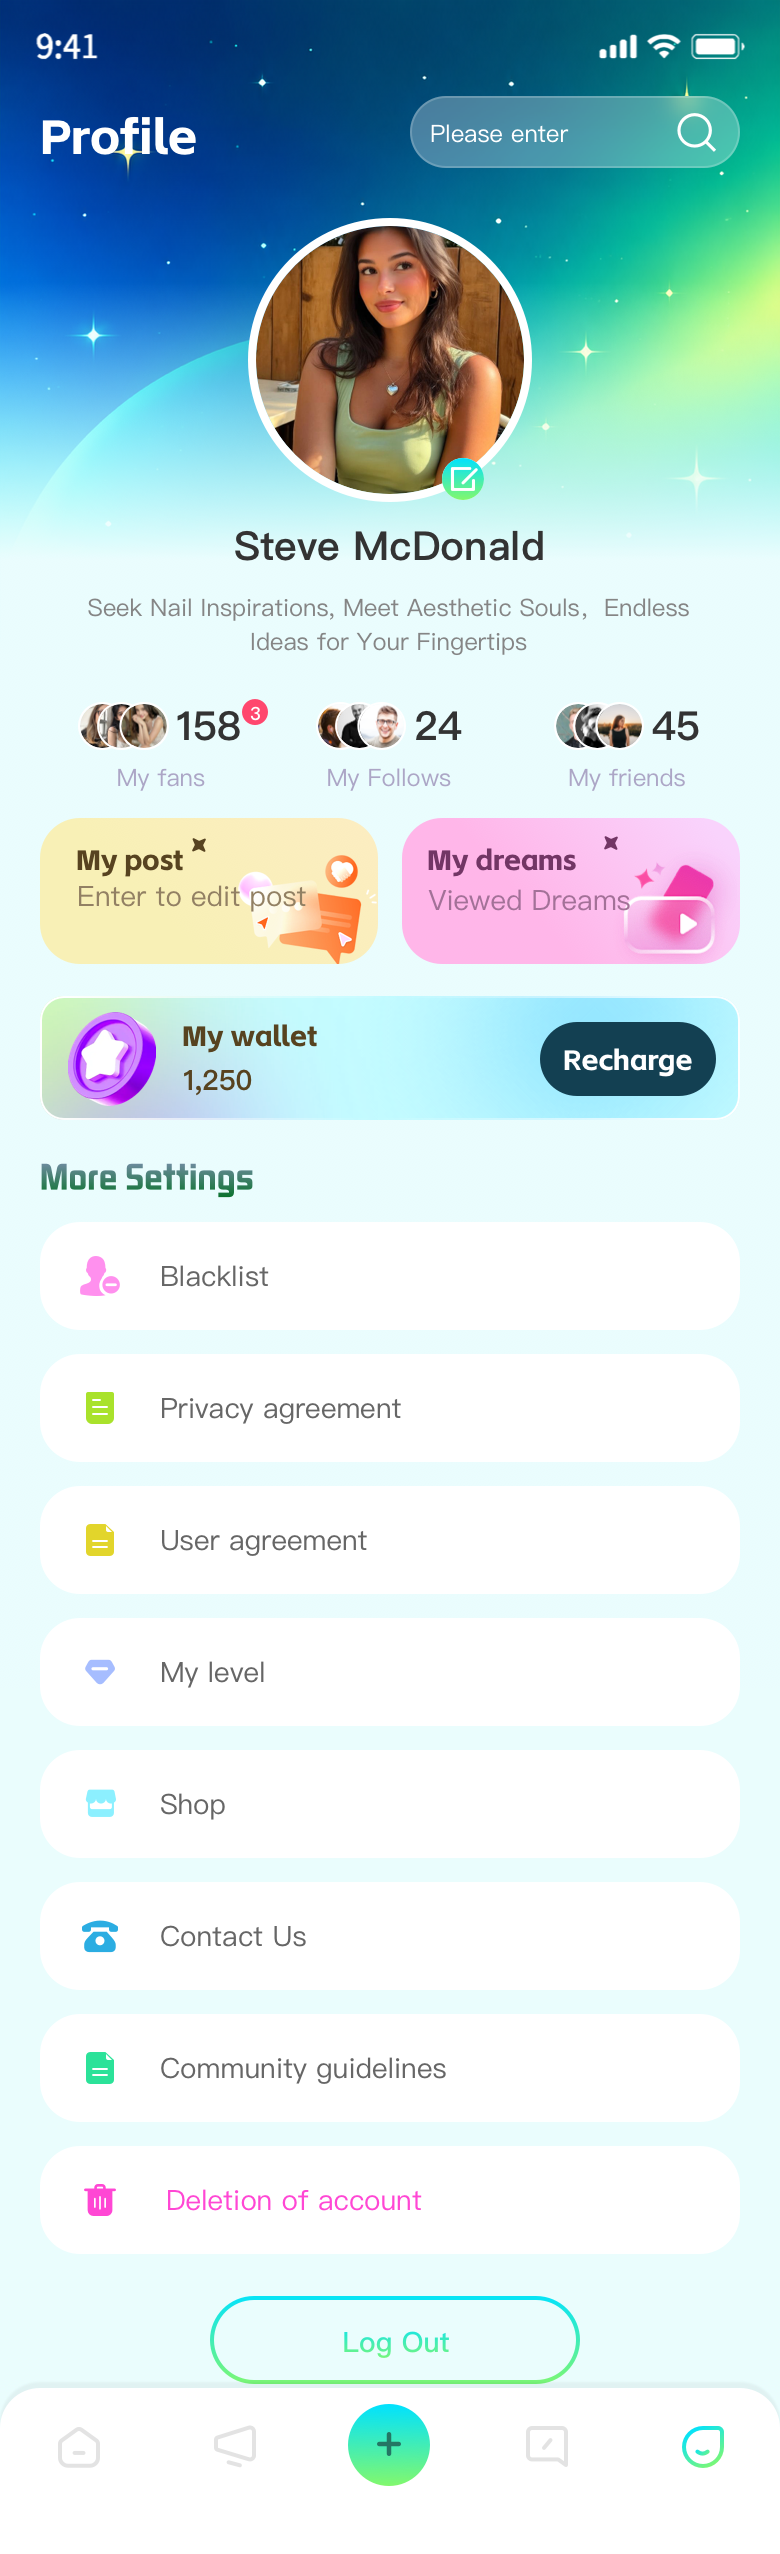 9:41
Profile
Please enter
Steve McDonald
Seek Nail Inspirations, Meet Aesthetic Souls，Endless
Ideas for Your Fingertips
158 3
24
45
My fans
My Follows
My friends
My post
Enter to edit post
My dreams
Viewed Dreams
My wallet
1,250
Recharge
More Settings
Blacklist
Privacy agreement
User agreement
My level
Shop
Contact Us
Community guidelines
Deletion of account
Log Out